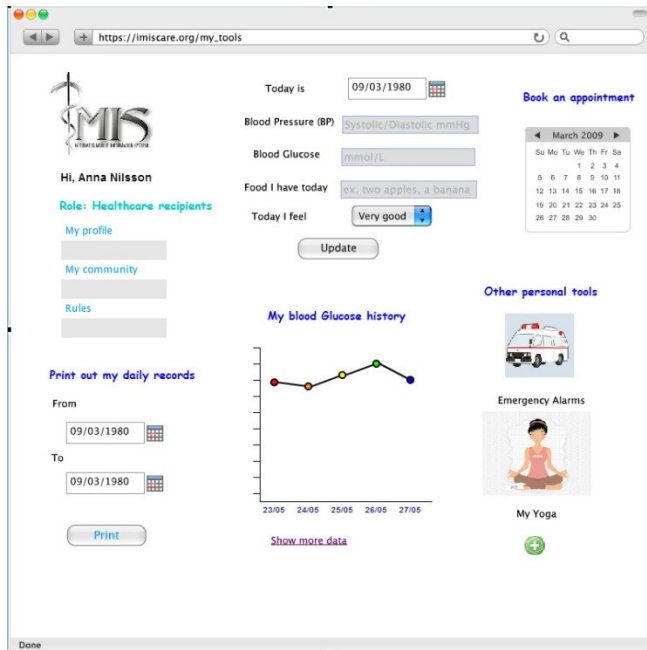 https://imiscare.org/my_tools
IMIS
Hi, Anna Nilsson
Role: Healthcare recipients
My profile
My community
Rules
Print out my daily records
From
09/03/1980
To
09/03/1980
Print
Today is
09/03/1980
Blood Pressure (BP)
Systolic/Diastolic mmHg
Blood Glucose
mmol/L
Food I have today
ex. two apples, a banana
Today I feel
Very good
Update
My blood Glucose history
23/05 24/05 25/05 26/05 27/05
Show more data
Book an appointment
March 2009
Su Mo Tu We Th Fr Sa
1 2 3 4
5 6 7 8 9 10 11
12 13 14 15 16 17 18
19 20 21 22 23 24 25
26 27 28 29 30
Other personal tools
Emergency Alarms
My Yoga
Done